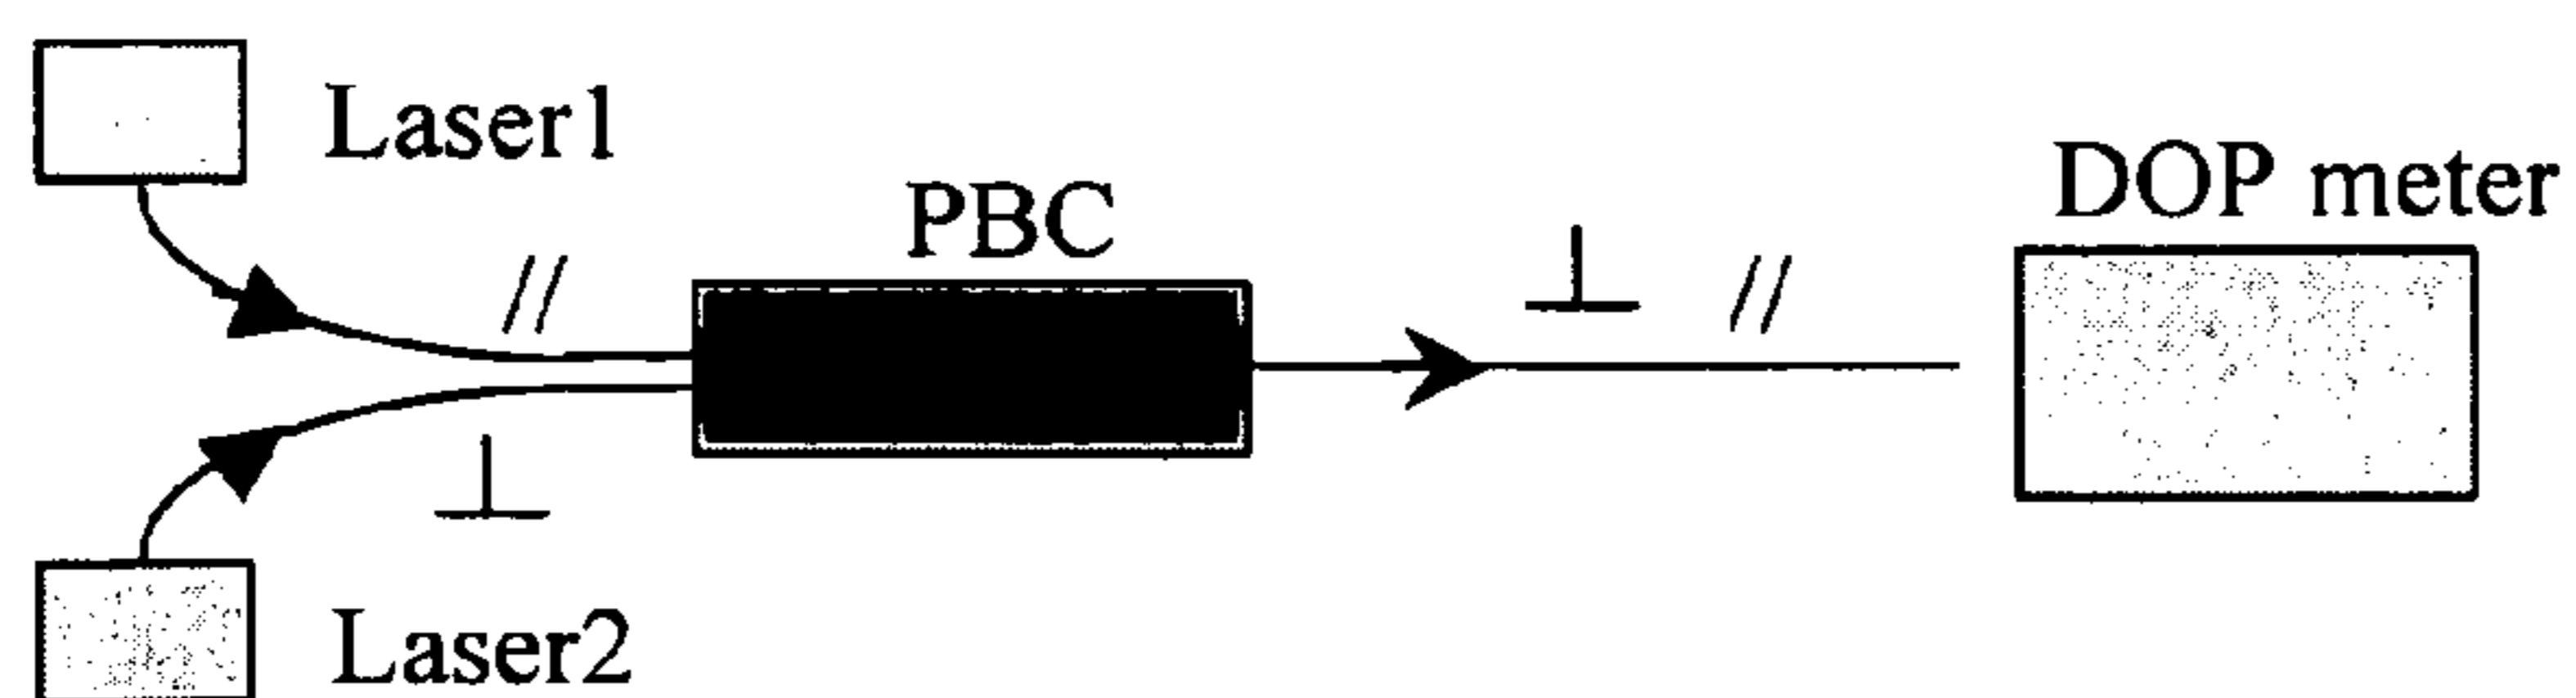 Laser1
PBC
DOP meter
//
⊥
⊥ //
Laser2